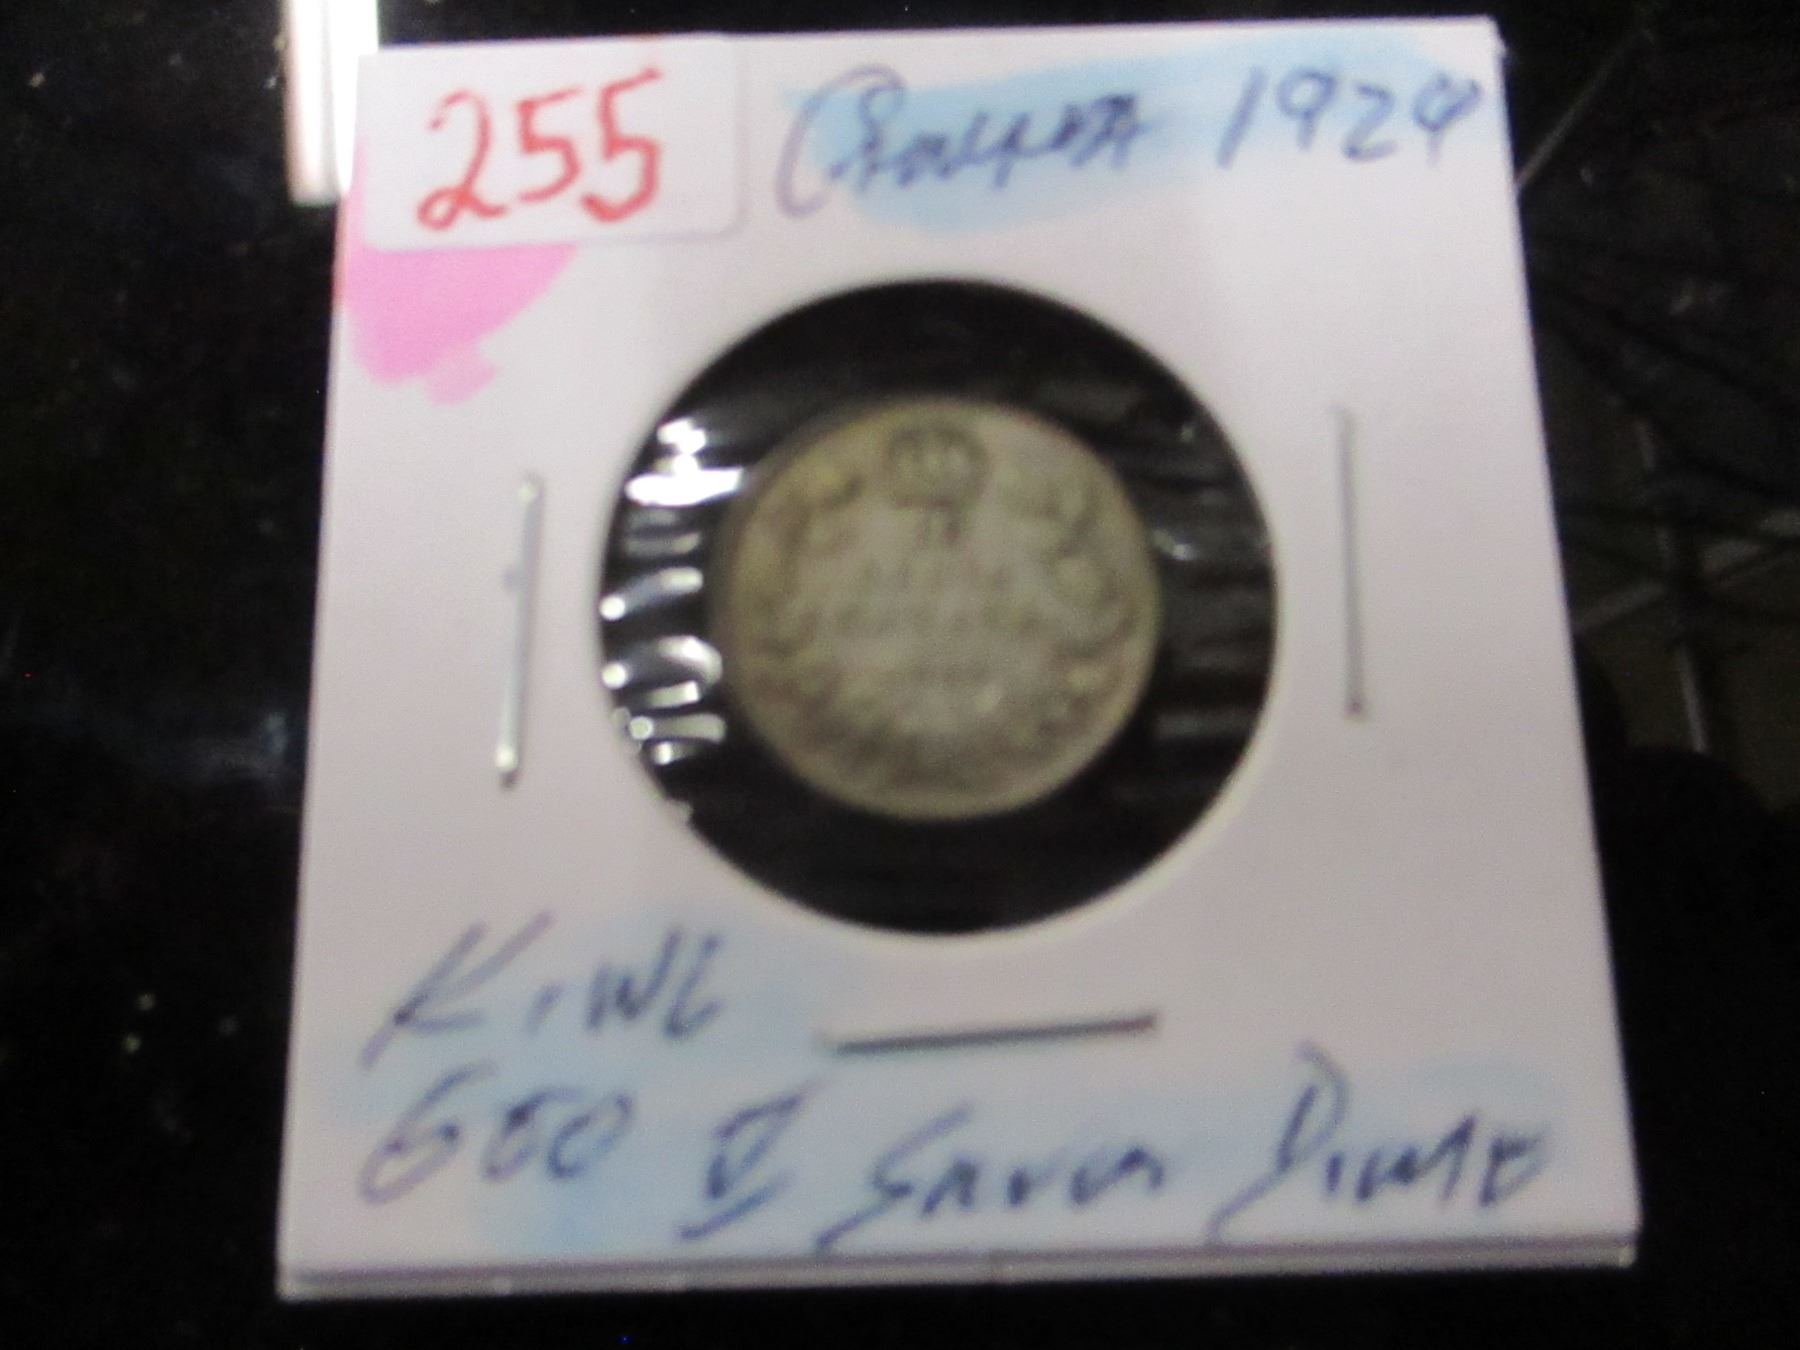 255
CANADA 1929
KING
GEO V SILVER DIME